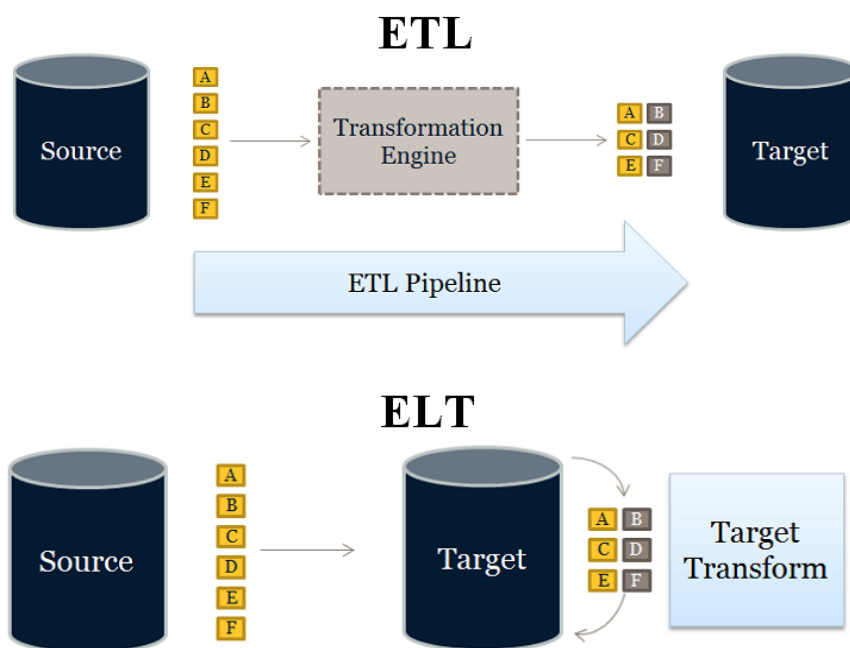 ETL
Source
A
B
C
D
E
F
Transformation
Engine
A B
C D
E F
Target
ETL Pipeline
ELT
Source
A
B
C
D
E
F
Target
A B
C D
E F
Target
Transform